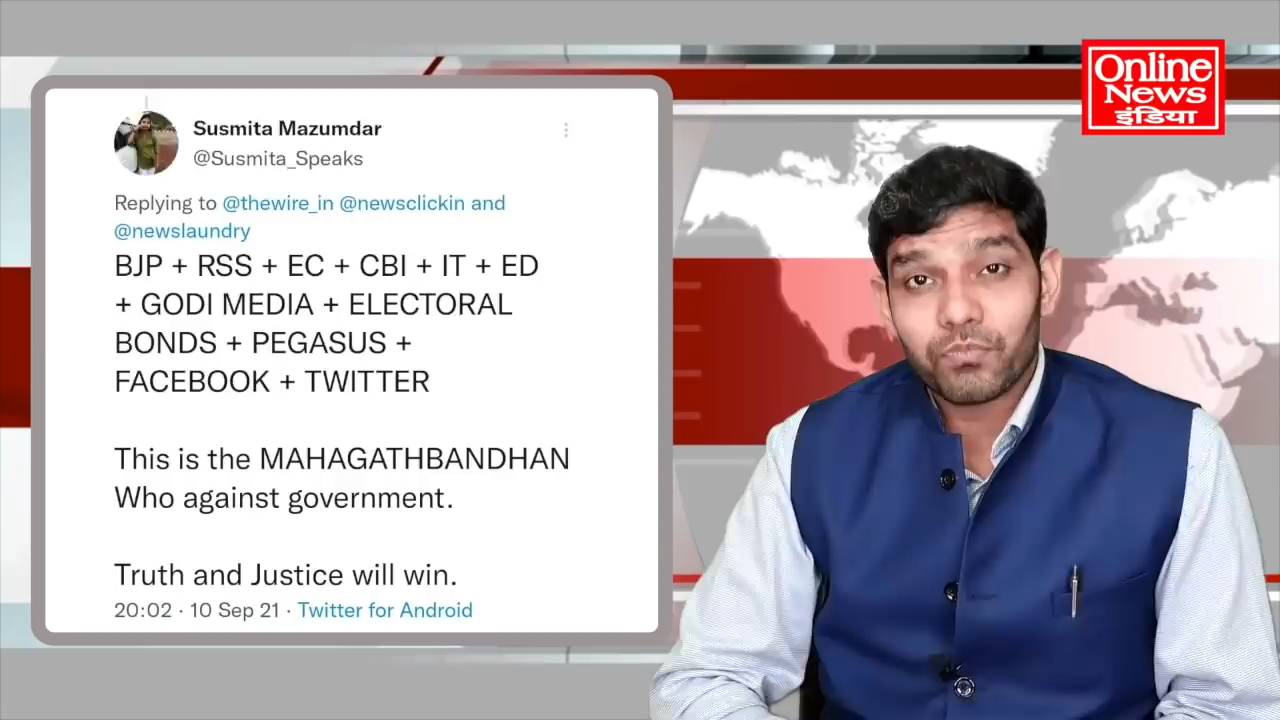 Susmita Mazumdar
@Susmita_Speaks
Replying to @thewire_in @newsclickin and
@newslaundry
BJP + RSS + EC + CBI + IT + ED
+ GODI MEDIA + ELECTORAL
BONDS + PEGASUS +
FACEBOOK + TWITTER
This is the MAHAGATHBANDHAN
Who against government.
Truth and Justice will win.
20:02 · 10 Sep 21 · Twitter for Android
Online
News
इंडिया